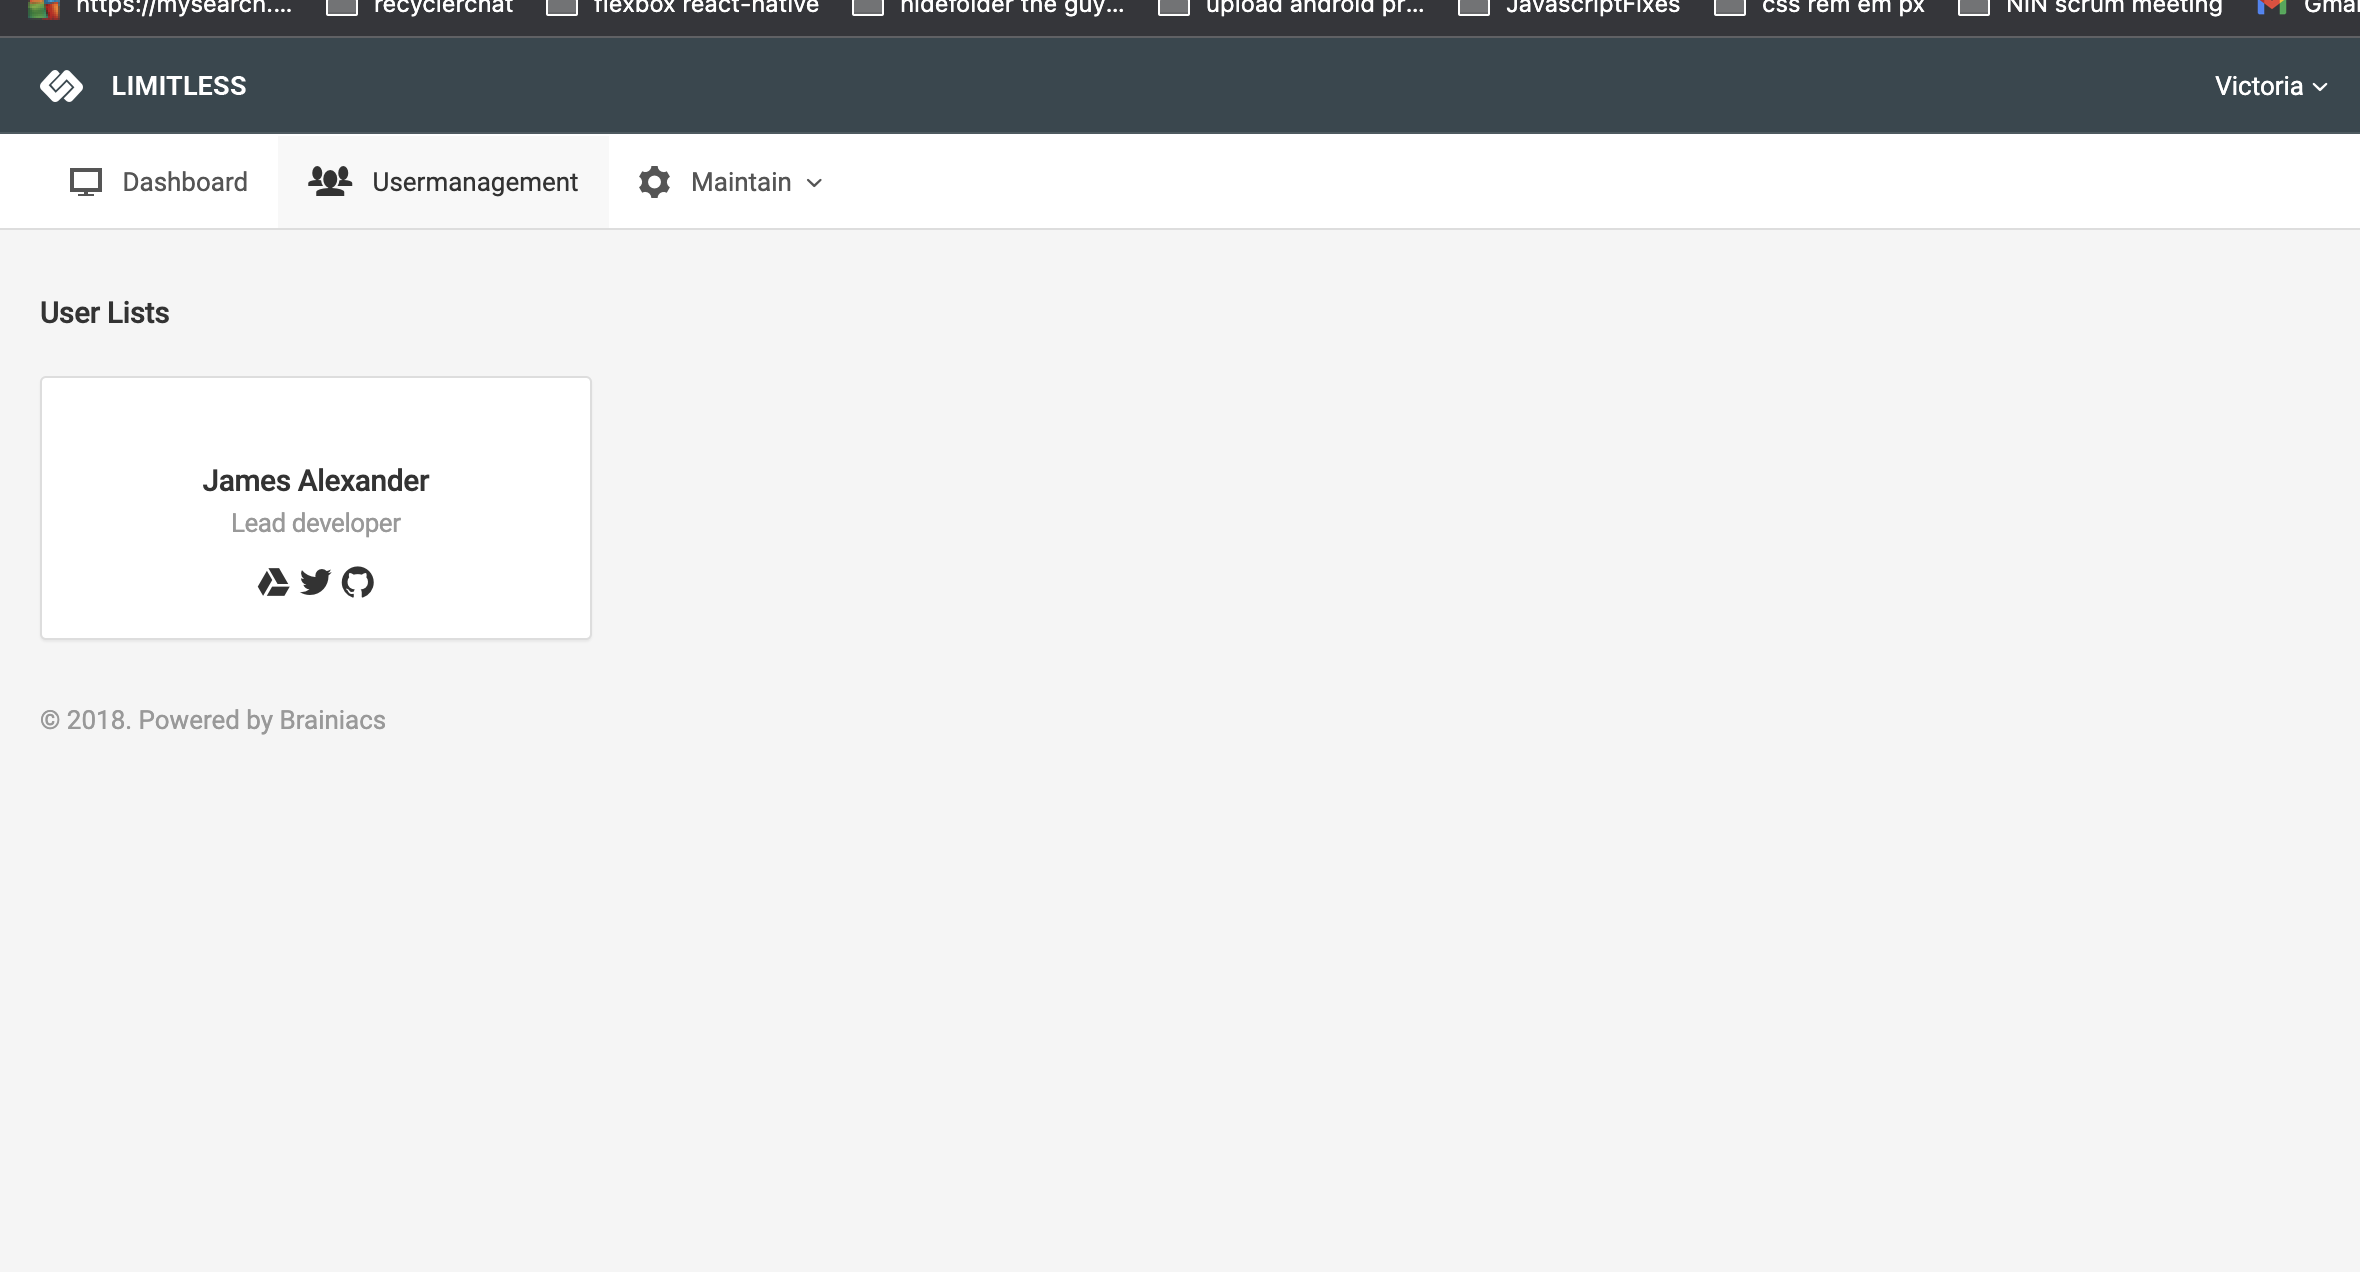 https://mysearch.... recyclerchat flexbox react-native hidefolder the guy... upload android pr... JavascriptFixes css rem em px NIN scrum meeting Gmai
LIMITLESS Victoria
Dashboard Usermanagement Maintain
User Lists
James Alexander
Lead developer
© 2018. Powered by Brainiacs